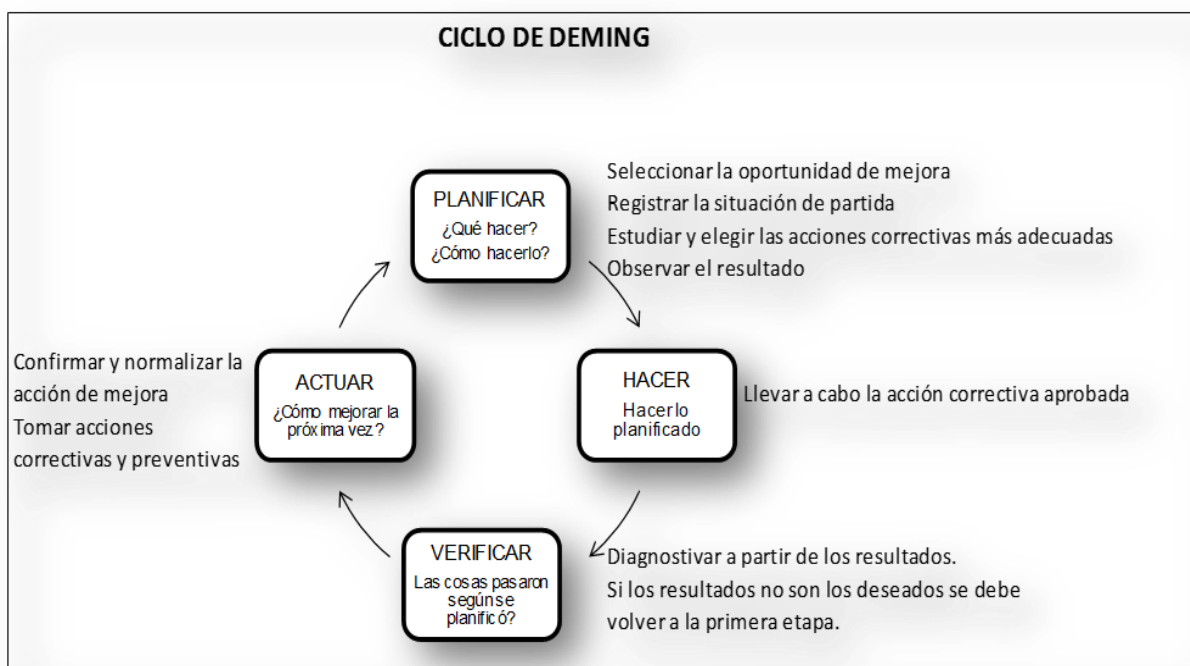 CICLO DE DEMING
PLANIFICAR
¿Qué hacer?
¿Cómo hacerlo?
Seleccionar la oportunidad de mejora
Registrar la situación de partida
Estudiar y elegir las acciones correctivas más adecuadas
Observar el resultado
HACER
Hacerlo
planificado
Llevar a cabo la acción correctiva aprobada
VERIFICAR
Las cosas pasaron
según se
planificó?
Diagnostivar a partir de los resultados.
Si los resultados no son los deseados se debe
volver a la primera etapa.
ACTUAR
¿Cómo mejorar la
próxima vez?
Confirmar y normalizar la
acción de mejora
Tomar acciones
correctivas y preventivas